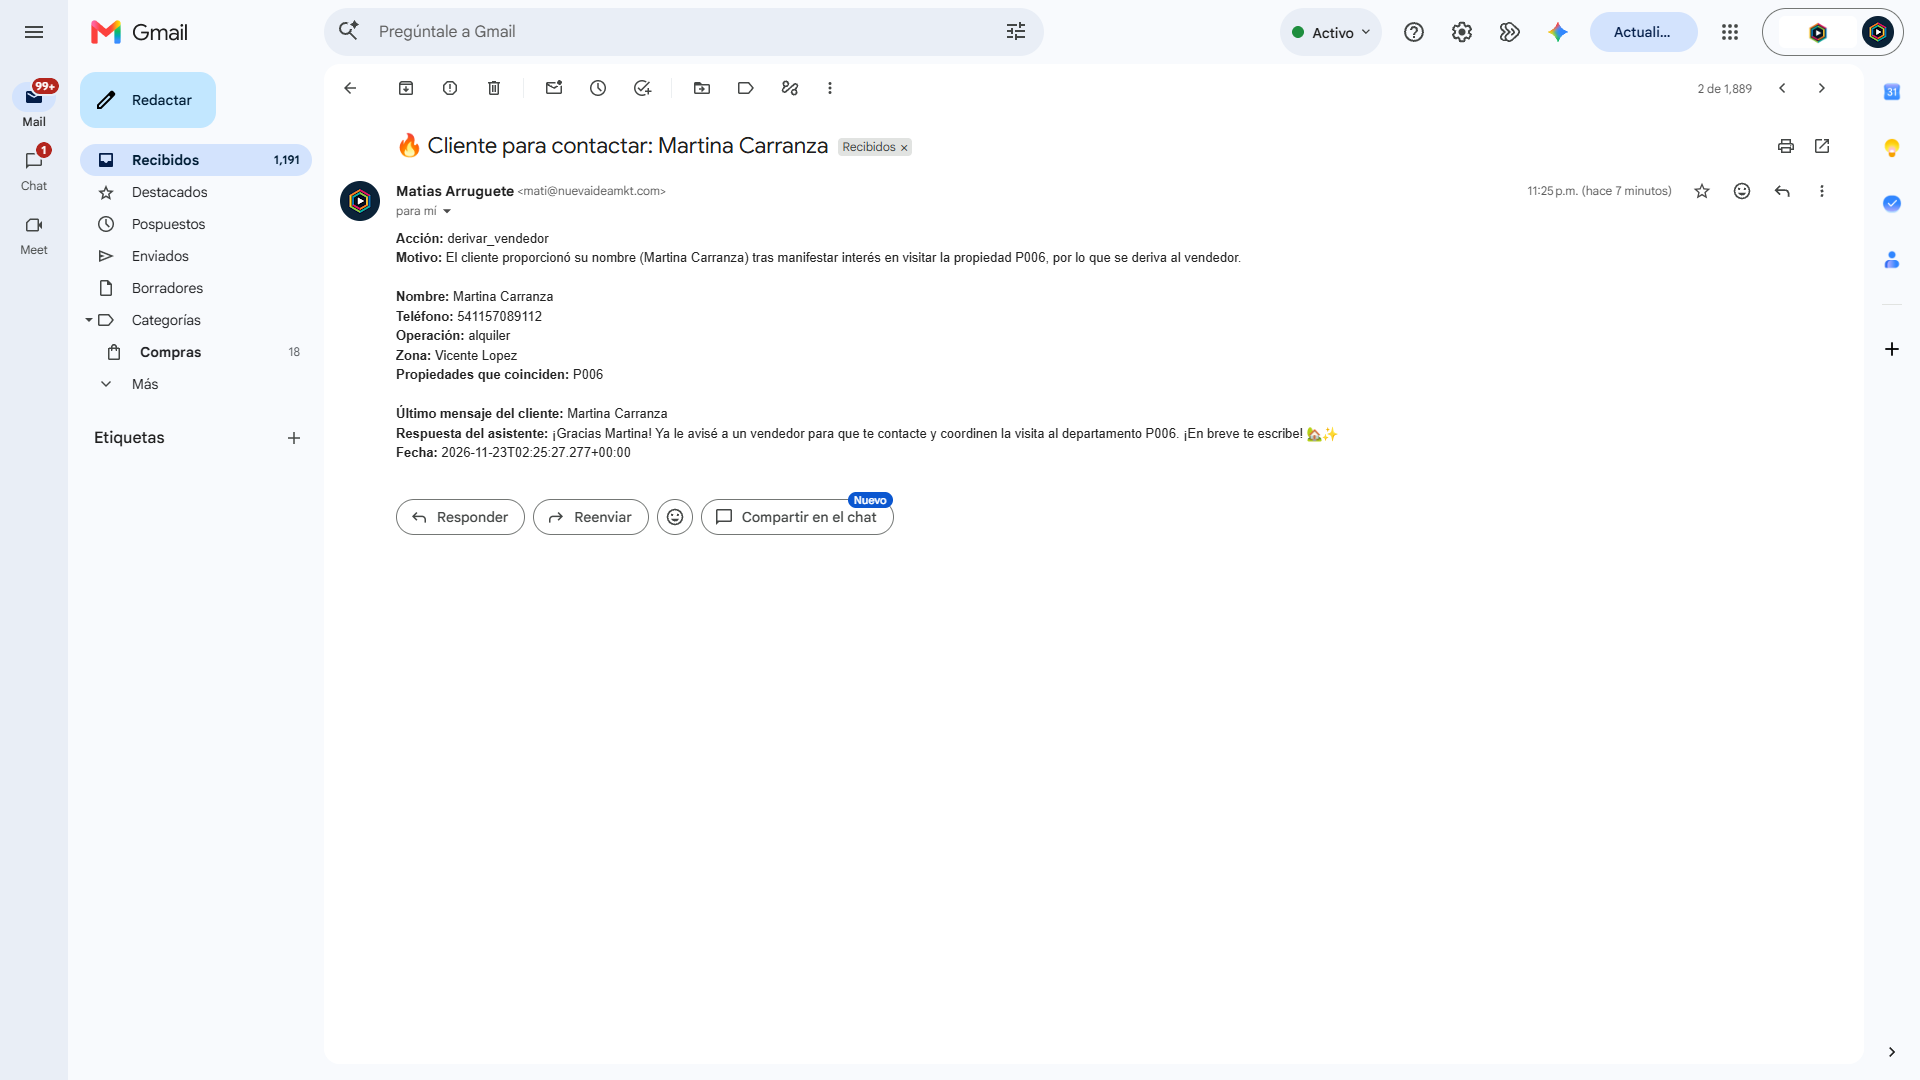 Gmail
Pregúntale a Gmail
Activo
Actuali...
99+
Mail
1
Chat
Meet
Redactar
Recibidos 1,191
Destacados
Pospuestos
Enviados
Borradores
Categorías
Compras 18
Más
Etiquetas
2 de 1,889
🔥 Cliente para contactar: Martina Carranza Recibidos ×
Matias Arruguete <mati@nuevaideamkt.com> 11:25 p.m. (hace 7 minutos)
para mí
Acción: derivar_vendedor
Motivo: El cliente proporcionó su nombre (Martina Carranza) tras manifestar interés en visitar la propiedad P006, por lo que se deriva al vendedor.
Nombre: Martina Carranza
Teléfono: 541157089112
Operación: alquiler
Zona: Vicente Lopez
Propiedades que coinciden: P006
Último mensaje del cliente: Martina Carranza
Respuesta del asistente: ¡Gracias Martina! Ya le avisé a un vendedor para que te contacte y coordinen la visita al departamento P006. ¡En breve te escribe! 🏡✨
Fecha: 2026-11-23T02:25:27.277+00:00
Responder
Reenviar
Compartir en el chat
Nuevo
31